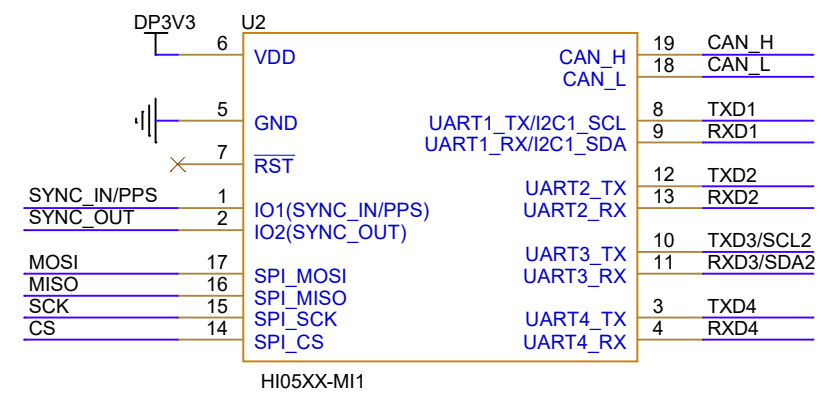 DP3V3
U2
6
VDD
5
GND
7
RST
SYNC_IN/PPS
1
IO1(SYNC_IN/PPS)
SYNC_OUT
2
IO2(SYNC_OUT)
MOSI
17
SPI_MOSI
MISO
16
SPI_MISO
SCK
15
SPI_SCK
CS
14
SPI_CS
CAN_H
19
CAN_H
CAN_L
18
CAN_L
UART1_TX/I2C1_SCL
8
TXD1
UART1_RX/I2C1_SDA
9
RXD1
UART2_TX
12
TXD2
UART2_RX
13
RXD2
UART3_TX
10
TXD3/SCL2
UART3_RX
11
RXD3/SDA2
UART4_TX
3
TXD4
UART4_RX
4
RXD4
HI05XX-MI1